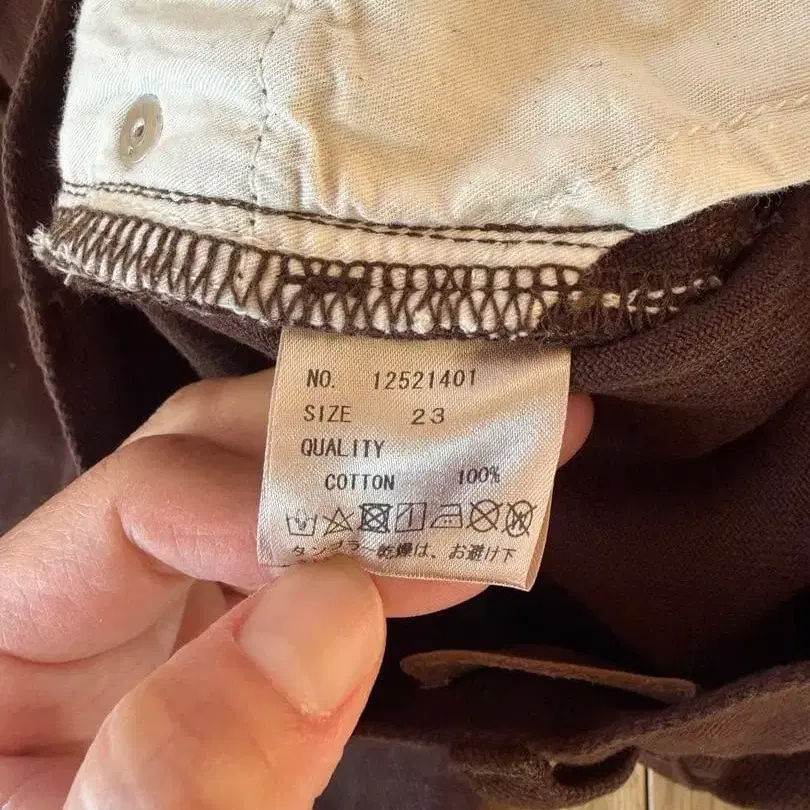 NO. 12521401
SIZE 23
QUALITY
COTTON 100%
タンブラー乾燥は、お避け下